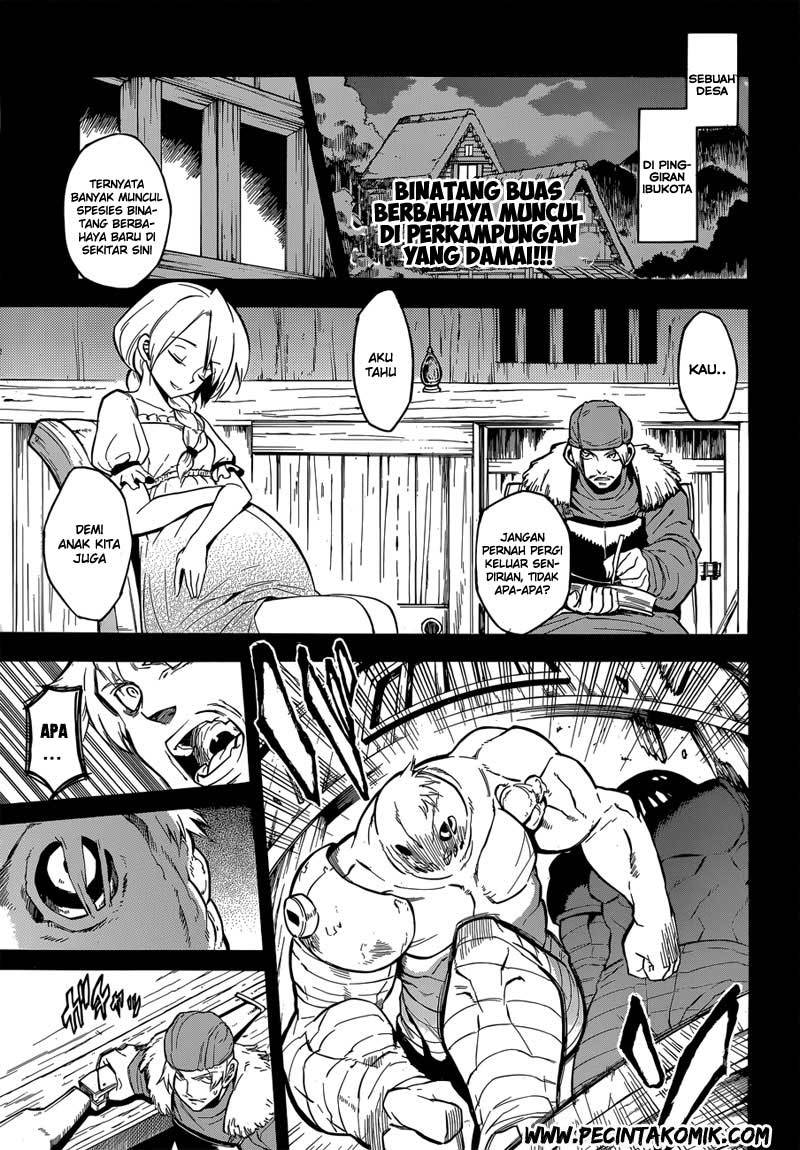 SEBUAH
DESA
DI PING-
GIRAN
IBUKOTA
BINATANG BUAS
BERBAHAYA MUNCUL
DI PERKAMPUNGAN
YANG DAMAI!!!
TERNYATA
BANYAK MUNCUL
SPESIES BINA-
TANG BERBA-
HAYA BARU DI
SEKITAR SINI
KAU..
JANGAN
PERNAH PERGI
KELUAR SEN-
DIRIAN, TIDAK
APA-APA?
AKU
TAHU
DEMI
ANAK KITA
JUGA
APA
...
WWW.PECINTAKOMIK.COM